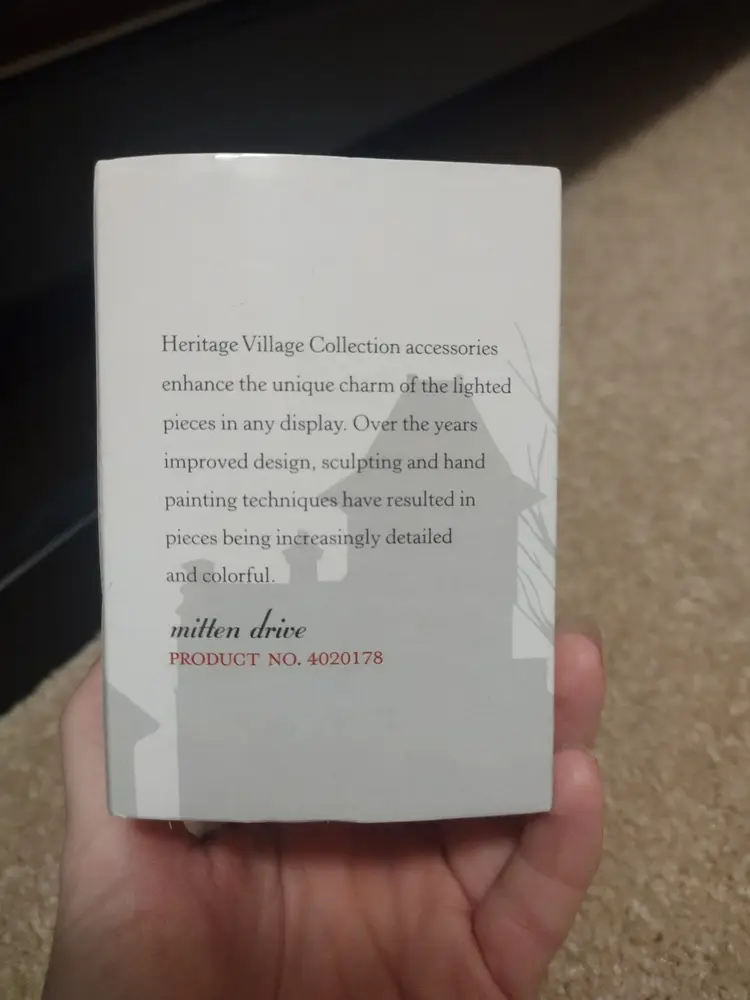 Heritage Village Collection accessories
enhance the unique charm of the lighted
pieces in any display. Over the years
improved design, sculpting and hand
painting techniques have resulted in
pieces being increasingly detailed
and colorful.
mitten drive
PRODUCT NO. 4020178